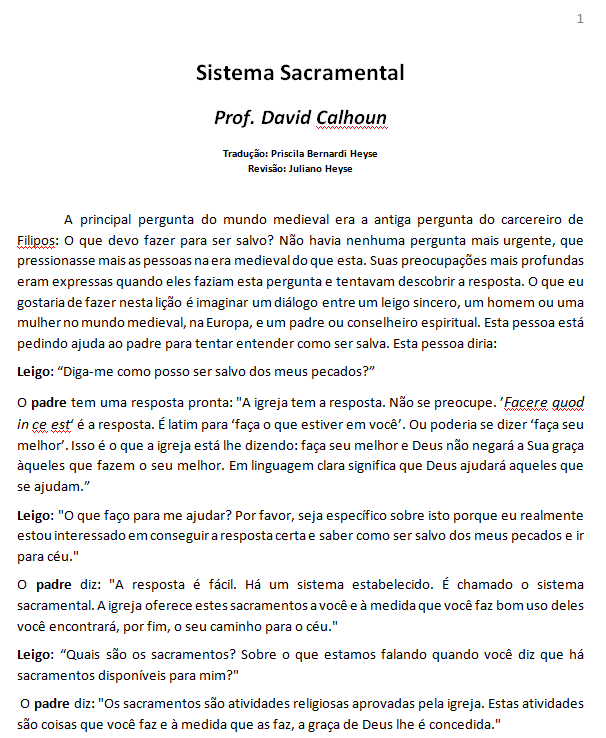 1
Sistema Sacramental
Prof. David Calhoun
Tradução: Priscila Bernardi Heyse
Revisão: Juliano Heyse
A principal pergunta do mundo medieval era a antiga pergunta do carcereiro de
Filipos: O que devo fazer para ser salvo? Não havia nenhuma pergunta mais urgente, que
pressionasse mais as pessoas na era medieval do que esta. Suas preocupações mais profundas
eram expressas quando eles faziam esta pergunta e tentavam descobrir a resposta. O que eu
gostaria de fazer nesta lição é imaginar um diálogo entre um leigo sincero, um homem ou uma
mulher no mundo medieval, na Europa, e um padre ou conselheiro espiritual. Esta pessoa está
pedindo ajuda ao padre para tentar entender como ser salva. Esta pessoa diria:
Leigo: “Diga-me como posso ser salvo dos meus pecados?”
O padre tem uma resposta pronta: "A igreja tem a resposta. Não se preocupe. ’Facere quod
in ce est‘ é a resposta. É latim para ‘faça o que estiver em você’. Ou poderia se dizer ‘faça seu
melhor’. Isso é o que a igreja está lhe dizendo: faça seu melhor e Deus não negará a Sua graça
àqueles que fazem o seu melhor. Em linguagem clara significa que Deus ajudará aqueles que
se ajudam.”
Leigo: "O que faço para me ajudar? Por favor, seja específico sobre isto porque eu realmente
estou interessado em conseguir a resposta certa e saber como ser salvo dos meus pecados e ir
para céu."
O padre diz: "A resposta é fácil. Há um sistema estabelecido. É chamado o sistema
sacramental. A igreja oferece estes sacramentos a você e à medida que você faz bom uso deles
você encontrará, por fim, o seu caminho para o céu."
Leigo: “Quais são os sacramentos? Sobre o que estamos falando quando você diz que há
sacramentos disponíveis para mim?"
O padre diz: "Os sacramentos são atividades religiosas aprovadas pela igreja. Estas atividades
são coisas que você faz e à medida que as faz, a graça de Deus lhe é concedida."